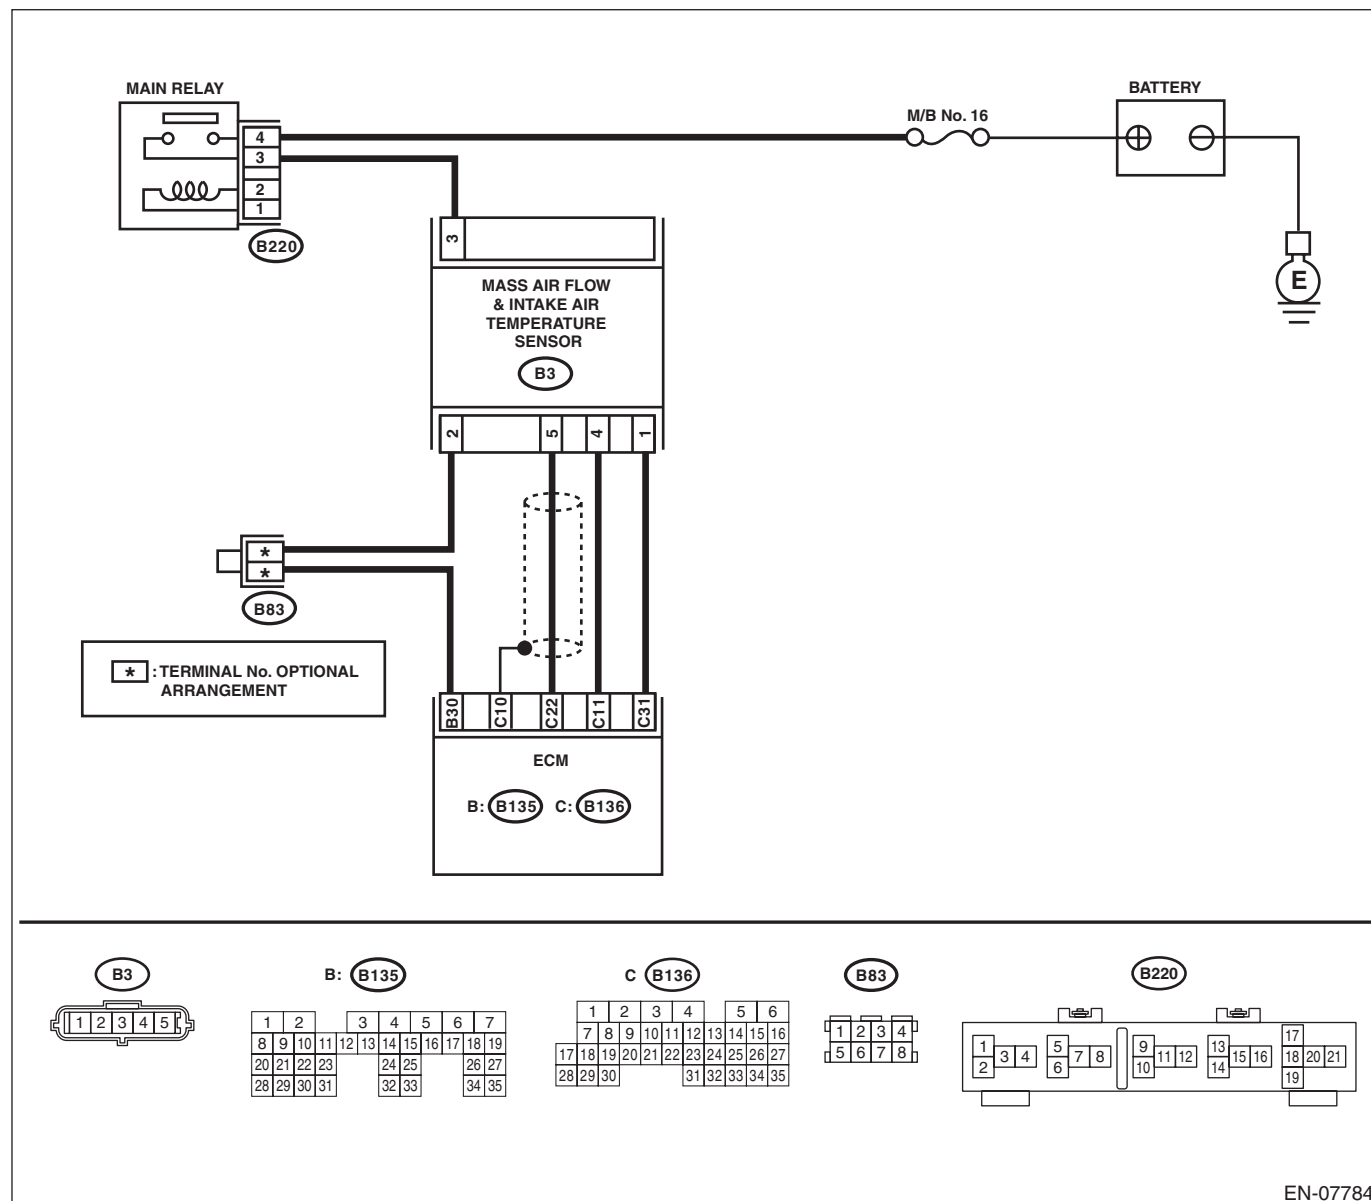 MAIN RELAY
BATTERY
M/B No. 16
4
3
2
1
B220
E
3
MASS AIR FLOW
& INTAKE AIR
TEMPERATURE
SENSOR
B3
2 5 4 1
*
*
B83
* : TERMINAL No. OPTIONAL
ARRANGEMENT
B30 C10 C22 C11 C31
ECM
B: B135 C: B136
B3
1 2 3 4 5
B: B135
1 2 3 4 5 6 7
8 9 10 11 12 13 14 15 16 17 18 19
20 21 22 23 24 25 26 27
28 29 30 31 32 33 34 35
C B136
1 2 3 4 5 6
7 8 9 10 11 12 13 14 15 16
17 18 19 20 21 22 23 24 25 26 27
28 29 30 31 32 33 34 35
B83
1 2 3 4
5 6 7 8
B220
17
1 5 9 13
3 4 7 8 11 12 15 16 18 20 21
2 6 10 14
19
EN-07784